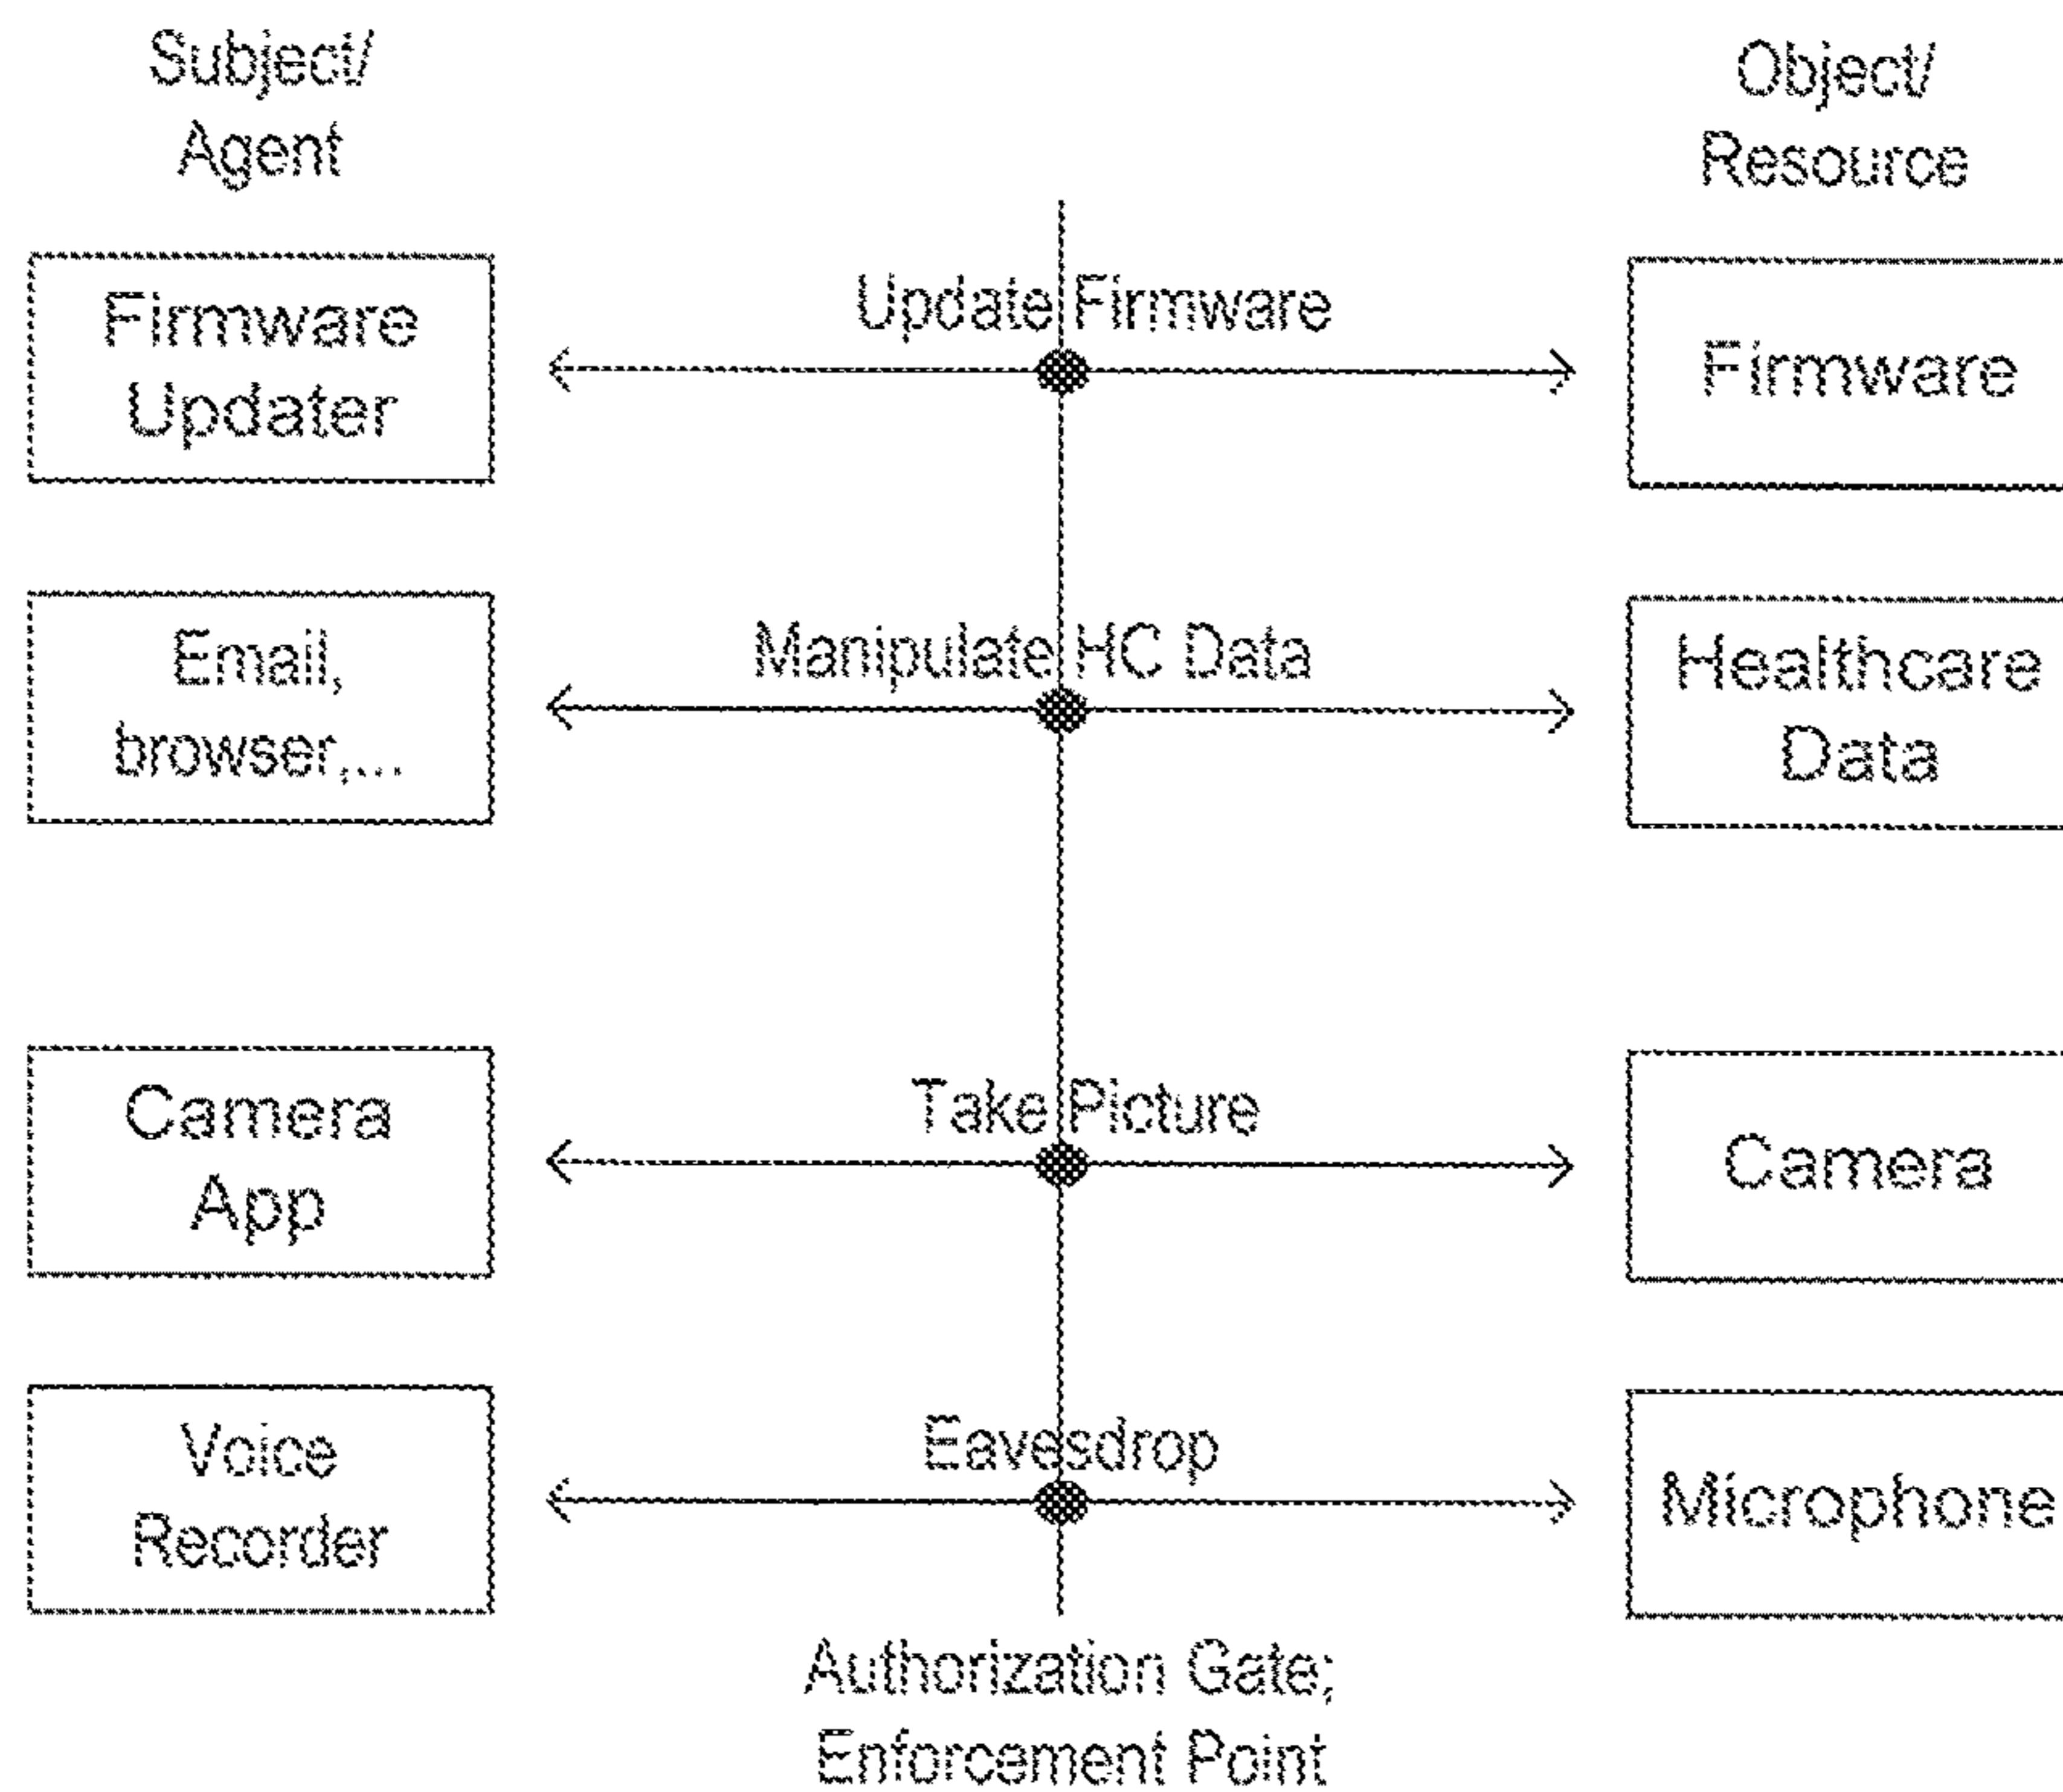 Subject/
Agent
Object/
Resource
Firmware
Updater
Update Firmware
Firmware
Email,
browser,...
Manipulate HC Data
Healthcare
Data
Camera
App
Take Picture
Camera
Voice
Recorder
Eavesdrop
Microphone
Authorization Gate;
Enforcement Point